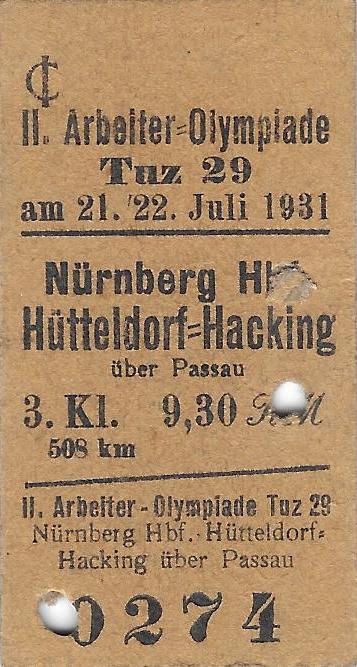 II. Arbeiter=Olympiade
Tuz 29
am 21./22. Juli 1931
Nürnberg Hbf.
Hütteldorf=Hacking
über Passau
3. Kl. 9,30
508 km
II. Arbeiter-Olympiade Tuz 29
Nürnberg Hbf.-Hütteldorf=
Hacking über Passau
0274